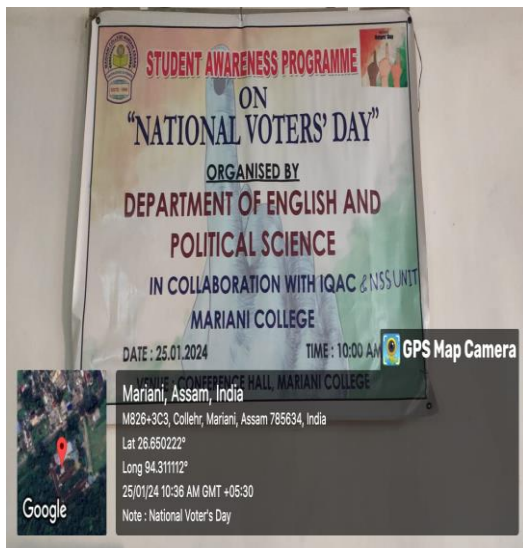 STUDENT AWARENESS PROGRAMME
ON
“NATIONAL VOTERS' DAY”
ORGANISED BY
DEPARTMENT OF ENGLISH AND
POLITICAL SCIENCE
IN COLLABORATION WITH IQAC & NSS UNIT
MARIANI COLLEGE
DATE : 25.01.2024 TIME : 10:00 AM
VENUE : CONFERENCE HALL, MARIANI COLLEGE
GPS Map Camera
Mariani, Assam, India
M826+3C3, Collehr, Mariani, Assam 785634, India
Lat 26.650222°
Long 94.311112°
25/01/24 10:36 AM GMT +05:30
Note : National Voter's Day
Google